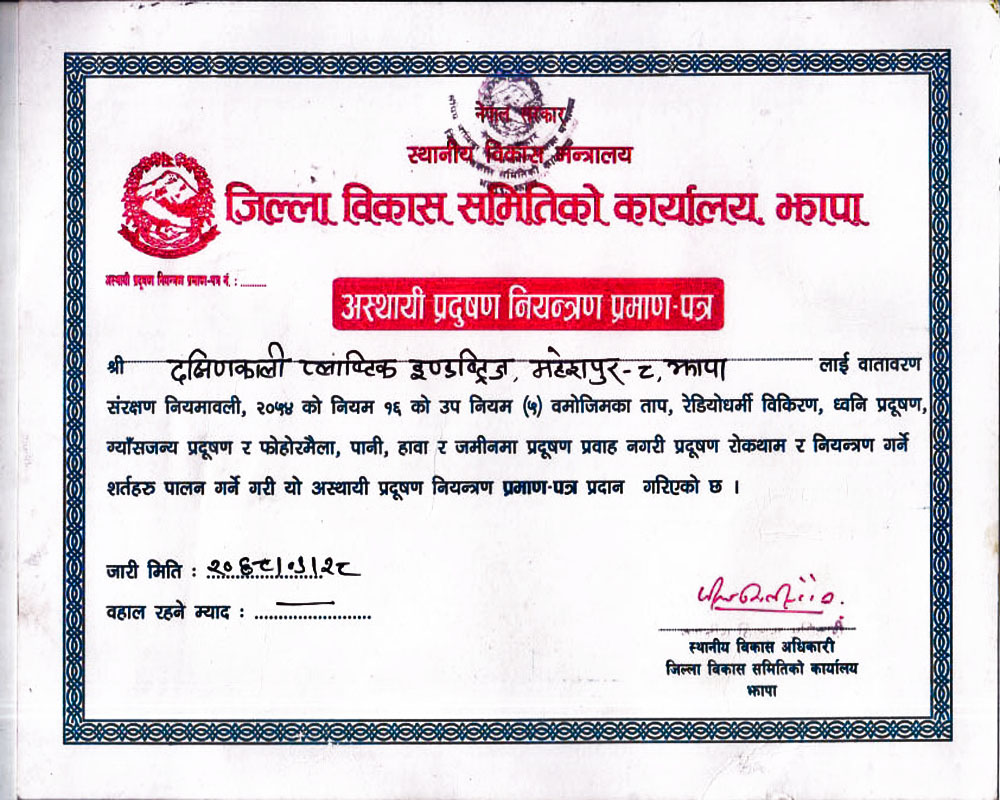 नेपाल सरकार
स्थानीय विकास मन्त्रालय
जिल्ला विकास समितिको कार्यालय, झापा
अस्थायी प्रदूषण नियन्त्रण प्रमाण-पत्र नं. : ..........
अस्थायी प्रदुषण नियन्त्रण प्रमाण-पत्र
श्री दक्षिणकाली प्लाष्टिक इण्डष्ट्रिज, महेशपुर-८, झापा लाई वातावरण
संरक्षण नियमावली, २०५४ को नियम १६ को उप नियम (५) वमोजिमका ताप, रेडियोधर्मी विकिरण, ध्वनि प्रदूषण,
ग्याँसजन्य प्रदूषण र फोहोरमैला, पानी, हावा र जमीनमा प्रदूषण प्रवाह नगरी प्रदूषण रोकथाम र नियन्त्रण गर्ने
शर्तहरु पालन गर्ने गरी यो अस्थायी प्रदूषण नियन्त्रण प्रमाण-पत्र प्रदान गरिएको छ ।
जारी मिति : २०६८।०९।२८
वहाल रहने म्याद : ..........................
स्थानीय विकास अधिकारी
जिल्ला विकास समितिको कार्यालय
झापा